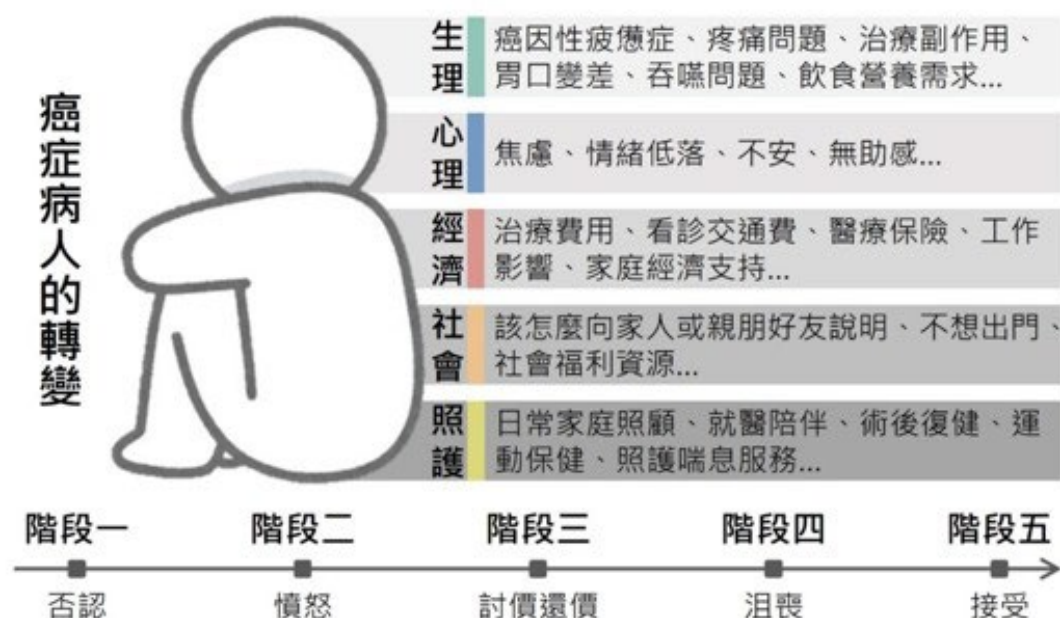 癌症病人的轉變
生理
癌因性疲憊症、疼痛問題、治療副作用、
胃口變差、吞嚥問題、飲食營養需求...
心理
焦慮、情緒低落、不安、無助感...
經濟
治療費用、看診交通費、醫療保險、工作
影響、家庭經濟支持...
社會
該怎麼向家人或親朋好友說明、不想出門、
社會福利資源...
照護
日常家庭照顧、就醫陪伴、術後復健、運
動保健、照護喘息服務...
階段一 階段二 階段三 階段四 階段五
否認 憤怒 討價還價 沮喪 接受